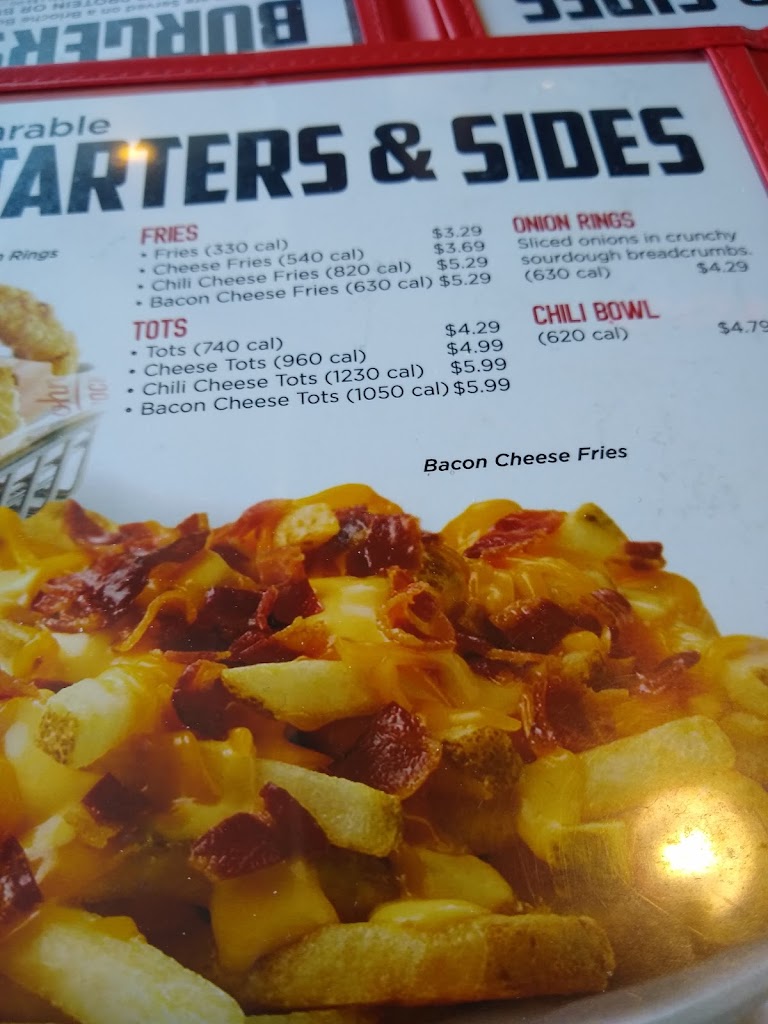 BURGERS
arable
TARTERS & SIDES
Rings
FRIES
• Fries (330 cal) $3.29
• Cheese Fries (540 cal) $3.69
• Chili Cheese Fries (820 cal) $5.29
• Bacon Cheese Fries (630 cal) $5.29
TOTS
• Tots (740 cal) $4.29
• Cheese Tots (960 cal) $4.99
• Chili Cheese Tots (1230 cal) $5.99
• Bacon Cheese Tots (1050 cal) $5.99
ONION RINGS
Sliced onions in crunchy
sourdough breadcrumbs.
(630 cal) $4.29
CHILI BOWL
(620 cal) $4.79
Bacon Cheese Fries